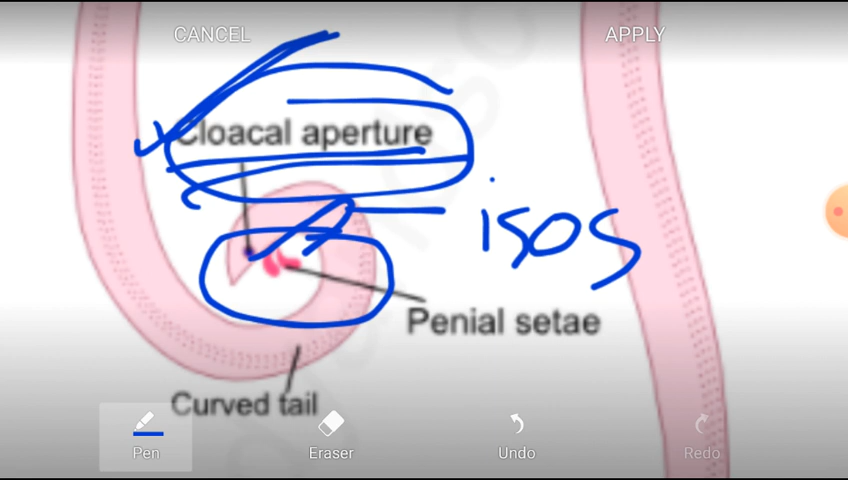 CANCEL
APPLY
Cloacal aperture
isos
Penial setae
Curved tail
Pen
Eraser
Undo
Redo